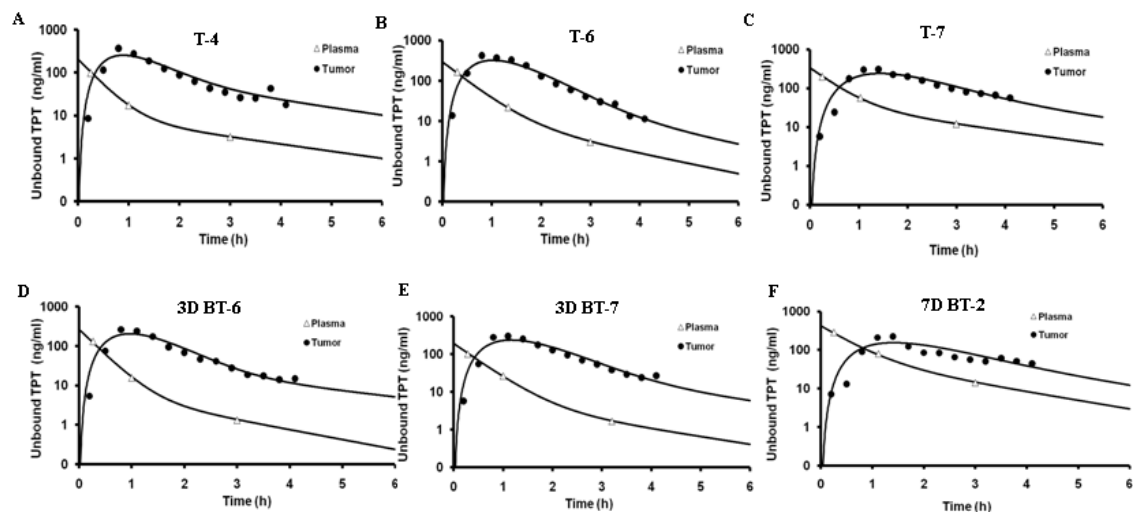 A
T-4
Unbound TPT (ng/ml)
1000
100
10
1
0
Plasma
Tumor
0 1 2 3 4 5 6
Time (h)
B
T-6
Unbound TPT (ng/ml)
1000
100
10
1
0
Plasma
Tumor
0 1 2 3 4 5 6
Time (h)
C
T-7
Unbound TPT (ng/ml)
1000
100
10
1
0
Plasma
Tumor
0 1 2 3 4 5 6
Time (h)
D
3D BT-6
Unbound TPT (ng/ml)
1000
100
10
1
0
Plasma
Tumor
0 1 2 3 4 5 6
Time (h)
E
3D BT-7
Unbound TPT (ng/ml)
1000
100
10
1
0
Plasma
Tumor
0 1 2 3 4 5 6
Time (h)
F
7D BT-2
Unbound TPT (ng/ml)
1000
100
10
1
0
Plasma
Tumor
0 1 2 3 4 5 6
Time (h)